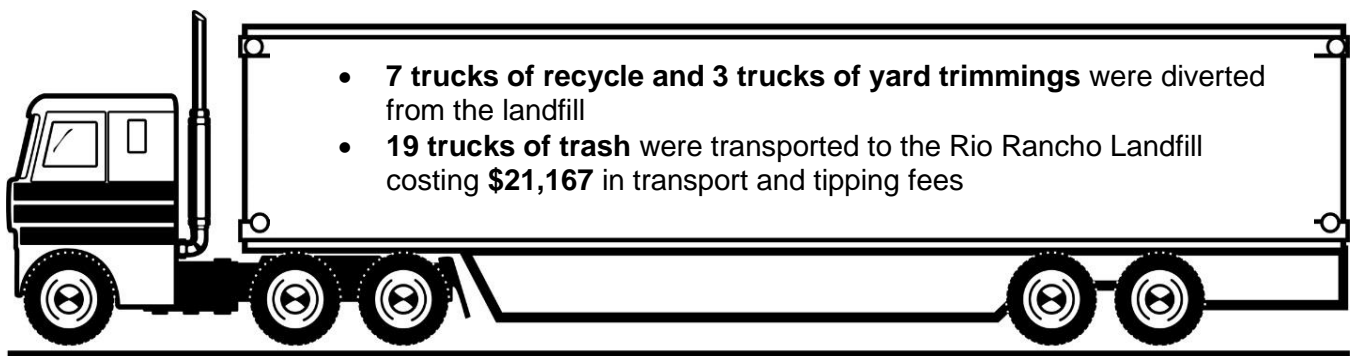 • 7 trucks of recycle and 3 trucks of yard trimmings were diverted
from the landfill
• 19 trucks of trash were transported to the Rio Rancho Landfill
costing $21,167 in transport and tipping fees